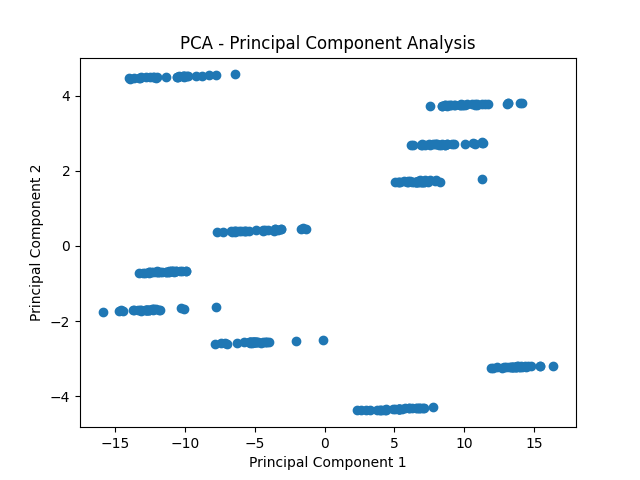 PCA - Principal Component Analysis
4
2
0
−2
−4
Principal Component 2
−15 −10 −5 0 5 10 15
Principal Component 1